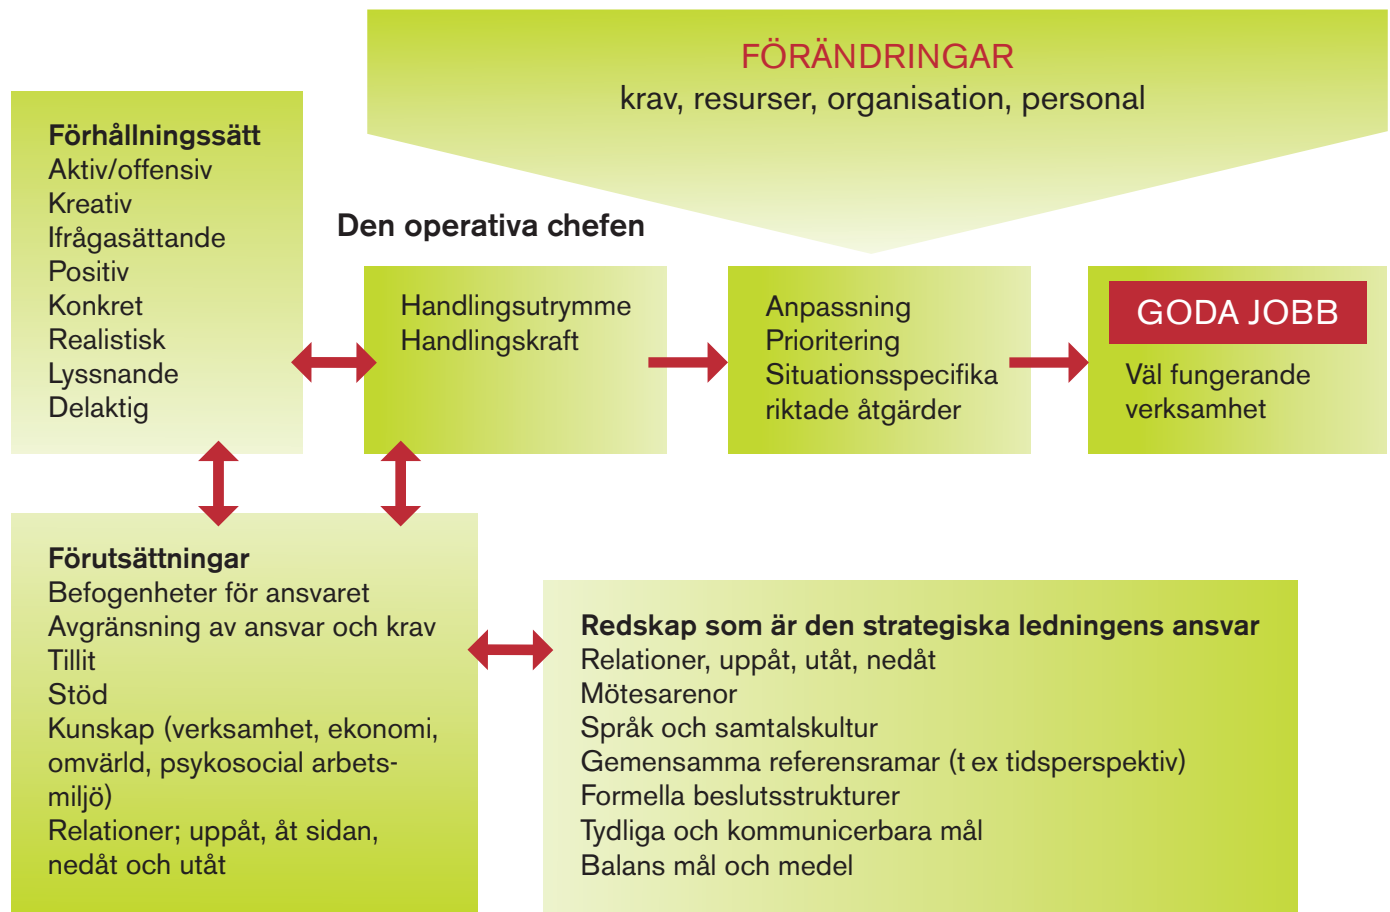 FÖRÄNDRINGAR
krav, resurser, organisation, personal
Förhållningssätt
Aktiv/offensiv
Kreativ
Ifrågasättande
Positiv
Konkret
Realistisk
Lyssnande
Delaktig
Den operativa chefen
Handlingsutrymme
Handlingskraft
Anpassning
Prioritering
Situationsspecifika
riktade åtgärder
GODA JOBB
Väl fungerande
verksamhet
Förutsättningar
Befogenheter för ansvaret
Avgränsning av ansvar och krav
Tillit
Stöd
Kunskap (verksamhet, ekonomi,
omvärld, psykosocial arbets-
miljö)
Relationer; uppåt, åt sidan,
nedåt och utåt
Redskap som är den strategiska ledningens ansvar
Relationer, uppåt, utåt, nedåt
Mötesarenor
Språk och samtalskultur
Gemensamma referensramar (t ex tidsperspektiv)
Formella beslutsstrukturer
Tydliga och kommunicerbara mål
Balans mål och medel